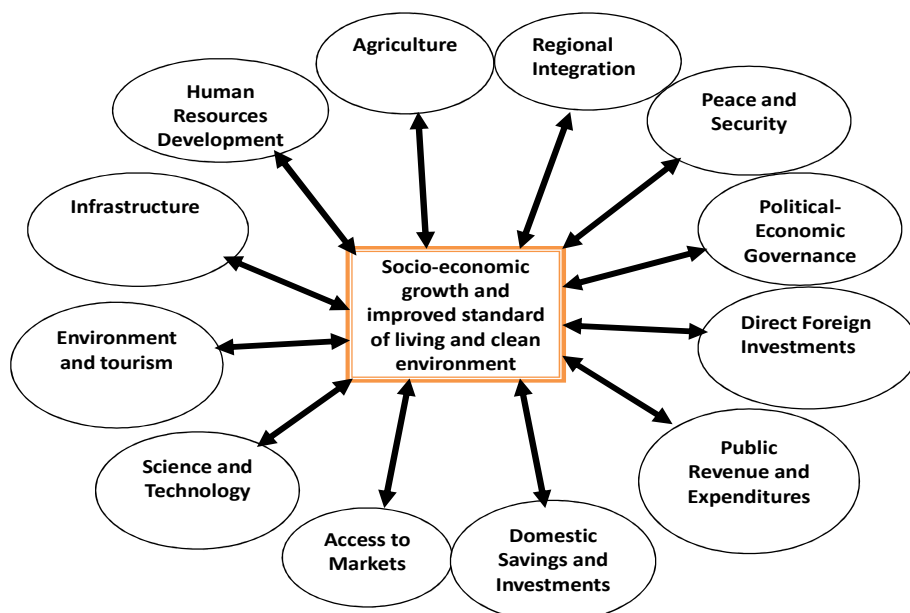 Agriculture
Regional
Integration
Human
Resources
Development
Peace and
Security
Infrastructure
Political-
Economic
Governance
Socio-economic
growth and
improved standard
of living and clean
environment
Environment
and tourism
Direct Foreign
Investments
Science and
Technology
Public
Revenue and
Expenditures
Access to
Markets
Domestic
Savings and
Investments